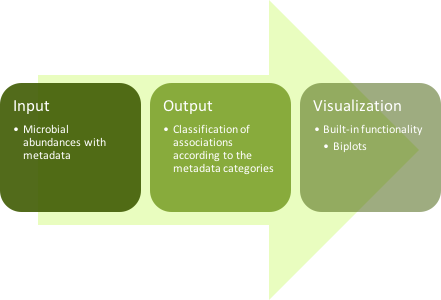 Input
• Microbial
abundances with
metadata
Output
• Classification of
associations
according to the
metadata categories
Visualization
• Built-in functionality
• Biplots